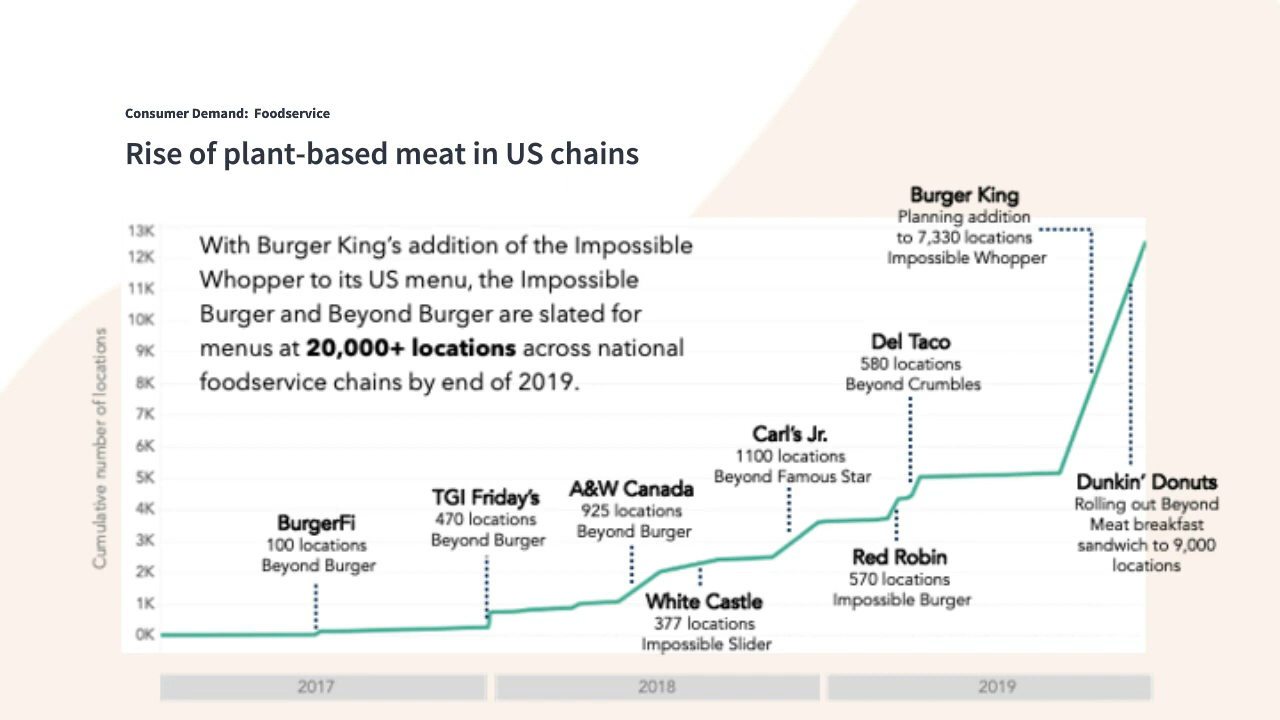 Consumer Demand: Foodservice
Rise of plant-based meat in US chains
With Burger King's addition of the Impossible
Whopper to its US menu, the Impossible
Burger and Beyond Burger are slated for
menus at 20,000+ locations across national
foodservice chains by end of 2019.
Cumulative number of locations
13K
12K
11K
10K
9K
8K
7K
6K
5K
4K
3K
2K
1K
0K
BurgerFi
100 locations
Beyond Burger
TGI Friday's
470 locations
Beyond Burger
A&W Canada
925 locations
Beyond Burger
White Castle
377 locations
Impossible Slider
Carl's Jr.
1100 locations
Beyond Famous Star
Red Robin
570 locations
Impossible Burger
Del Taco
580 locations
Beyond Crumbles
Burger King
Planning addition
to 7,330 locations
Impossible Whopper
Dunkin' Donuts
Rolling out Beyond
Meat breakfast
sandwich to 9,000
locations
2017
2018
2019